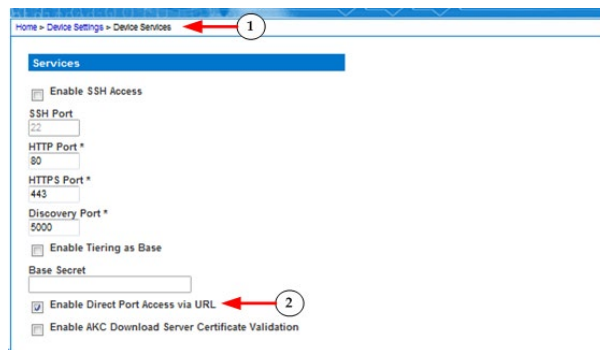 Home > Device Settings > Device Services
1
Services
Enable SSH Access
SSH Port
22
HTTP Port *
80
HTTPS Port *
443
Discovery Port *
5000
Enable Tiering as Base
Base Secret
Enable Direct Port Access via URL
2
Enable AKC Download Server Certificate Validation